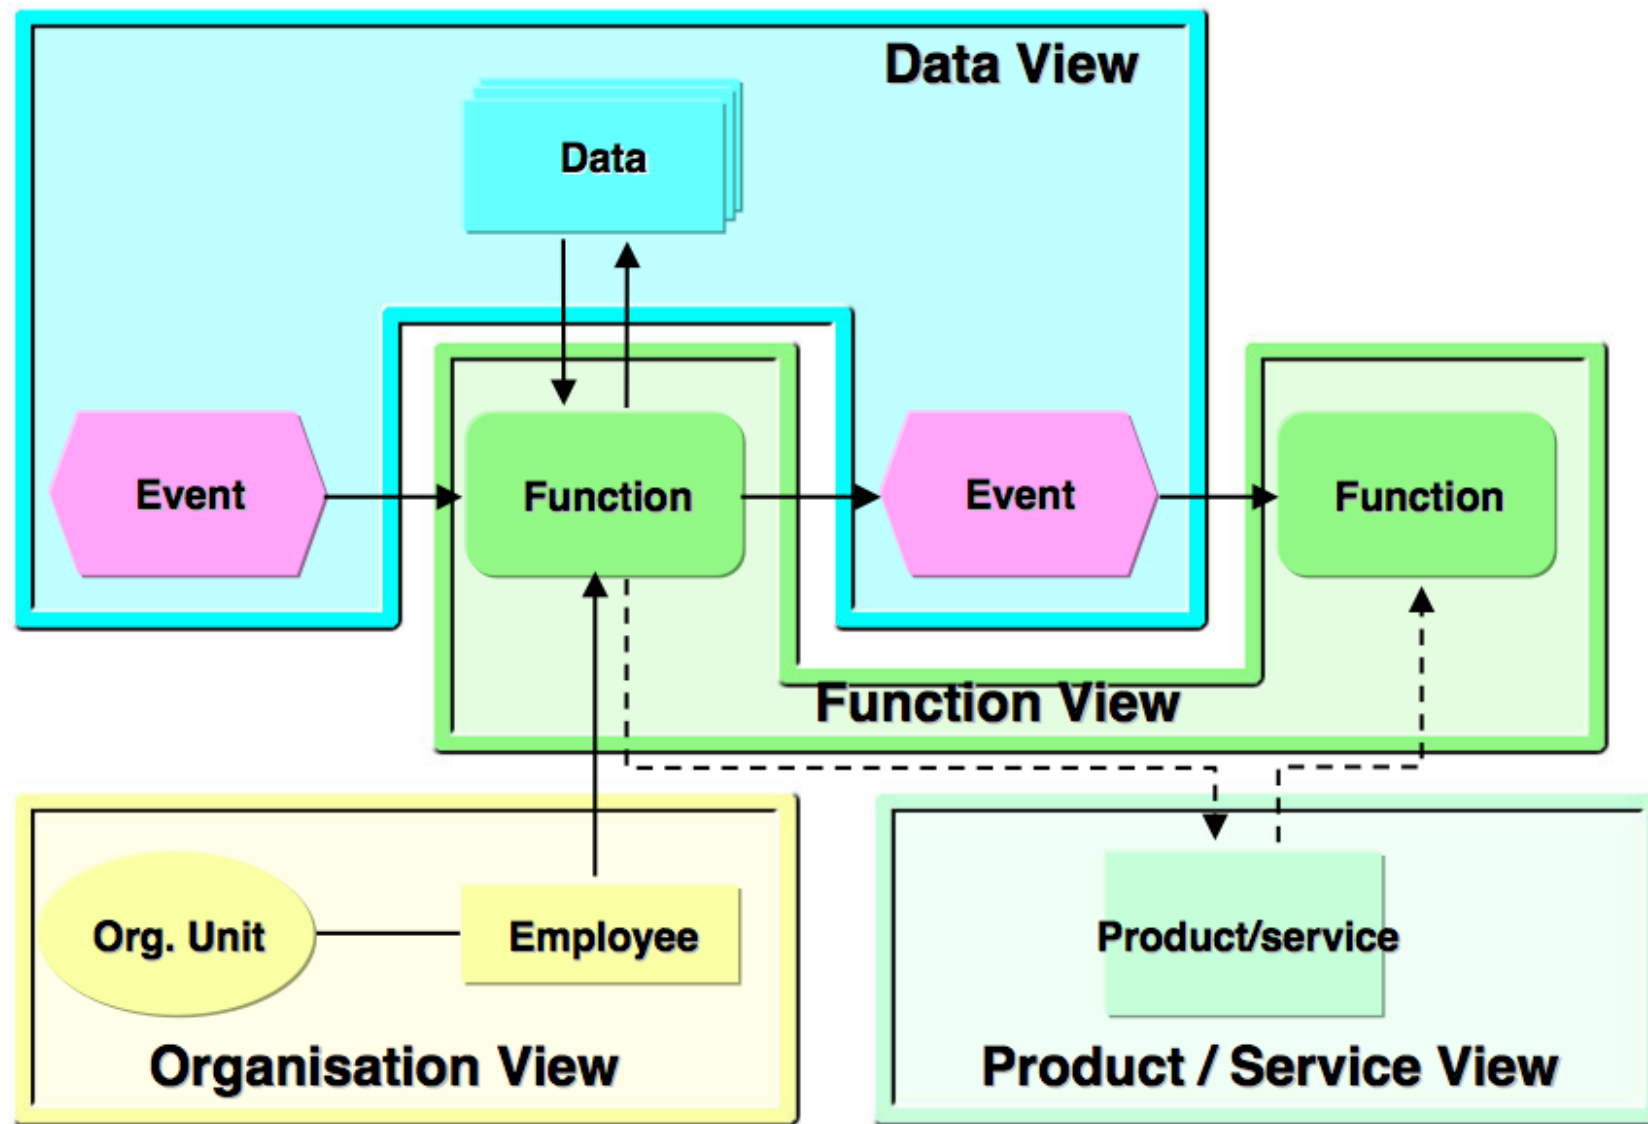 Data View
Data
Event
Function
Event
Function
Function View
Org. Unit
Employee
Product/service
Organisation View
Product / Service View